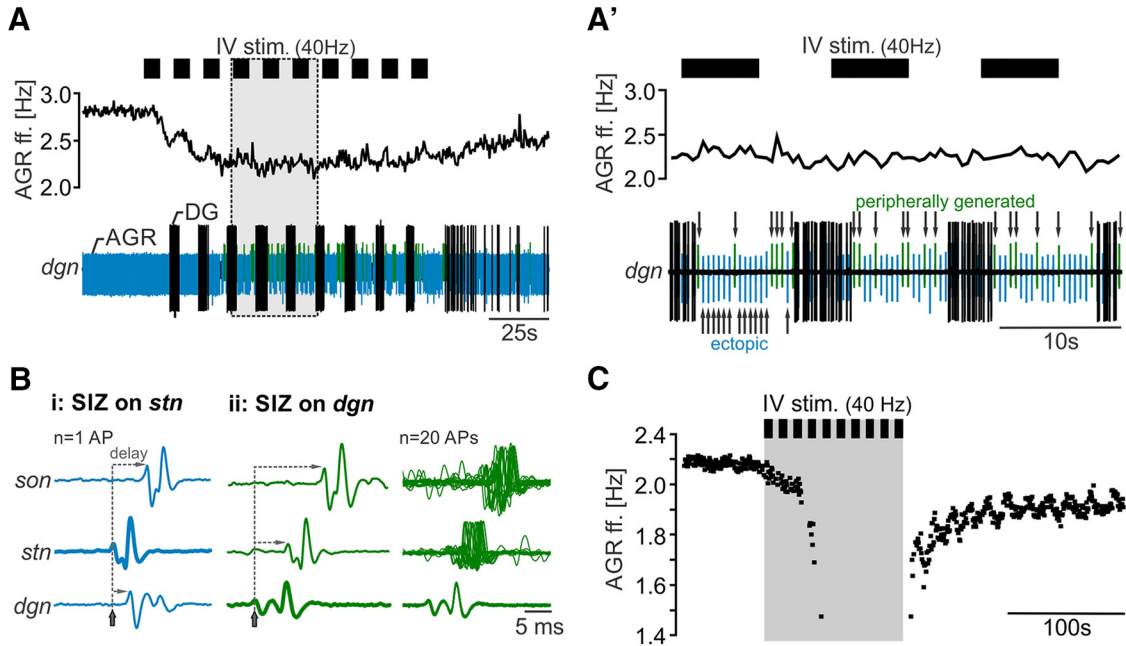 A
IV stim. (40Hz)
AGR ff. [Hz]
3.0
2.5
2.0
DG
AGR
dgn
25s
A'
IV stim. (40Hz)
AGR ff. [Hz]
3.0
2.5
2.0
peripherally generated
dgn
ectopic
10s
B
i: SIZ on stn
ii: SIZ on dgn
n=1 AP
delay
n=20 APs
son
stn
dgn
5 ms
C
IV stim. (40 Hz)
AGR ff. [Hz]
2.4
2.0
1.8
1.6
1.4
100s